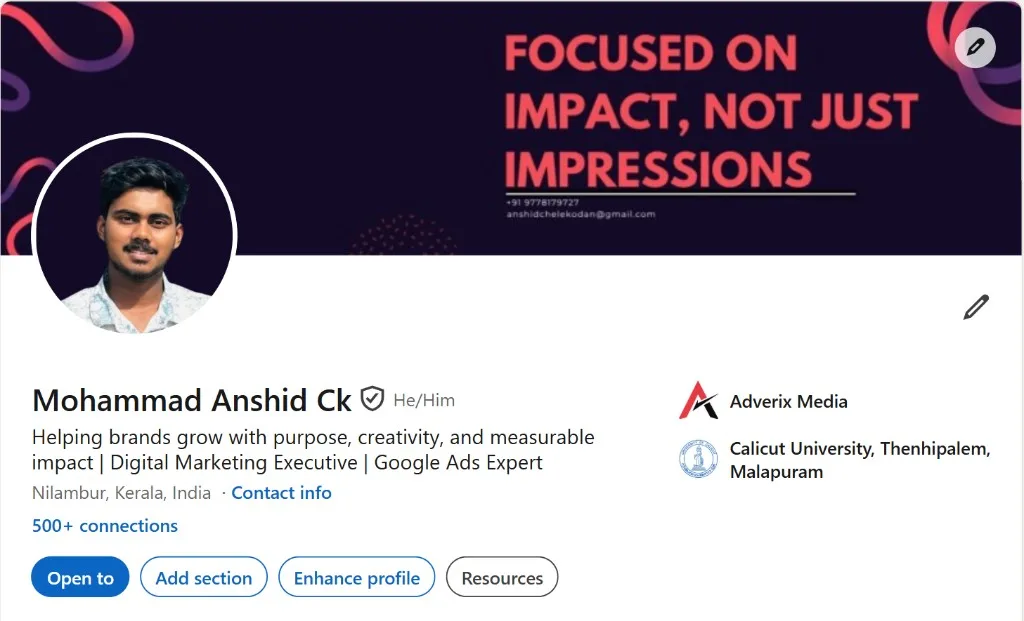 FOCUSED ON
IMPACT, NOT JUST
IMPRESSIONS
+91 9778179727
anshidchelekodan@gmail.com
Mohammad Anshid Ck He/Him
Helping brands grow with purpose, creativity, and measurable
impact | Digital Marketing Executive | Google Ads Expert
Nilambur, Kerala, India · Contact info
500+ connections
Open to
Add section
Enhance profile
Resources
Adverix Media
Calicut University, Thenhipalem,
Malapuram